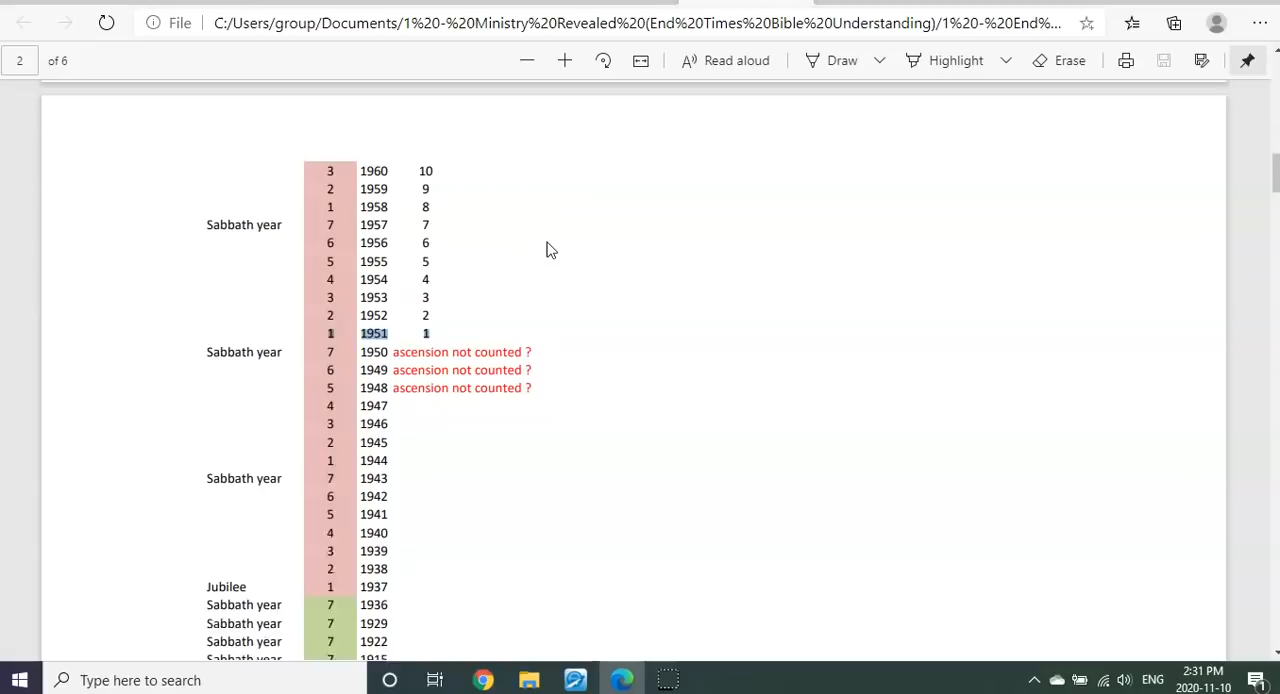 C:/Users/group/Documents/1%20-%20Ministry%20Revealed%20(End%20Times%20Bible%20Understanding)/1%20-%20End%...
File
2 of 6
Read aloud Draw Highlight Erase
3 1960 10
2 1959 9
1 1958 8
Sabbath year 7 1957 7
6 1956 6
5 1955 5
4 1954 4
3 1953 3
2 1952 2
1 1951 1
Sabbath year 7 1950 ascension not counted ?
6 1949 ascension not counted ?
5 1948 ascension not counted ?
4 1947
3 1946
2 1945
1 1944
Sabbath year 7 1943
6 1942
5 1941
4 1940
3 1939
2 1938
Jubilee 1 1937
Sabbath year 7 1936
Sabbath year 7 1929
Sabbath year 7 1922
Sabbath year 7 1915
Type here to search
ENG
2:31 PM
2020-11-10
1